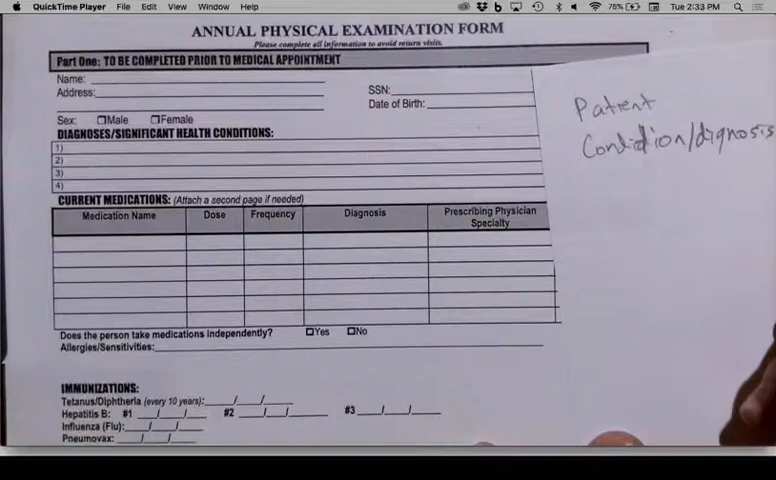 QuickTime Player File Edit View Window Help 75% Tue 2:33 PM
ANNUAL PHYSICAL EXAMINATION FORM
Please complete all information to avoid return visits.
Part One: TO BE COMPLETED PRIOR TO MEDICAL APPOINTMENT
Name:
Address: SSN:
Date of Birth:
Sex: Male Female
DIAGNOSES/SIGNIFICANT HEALTH CONDITIONS:
1)
2)
3)
4)
Patient
Condition/diagnosis
CURRENT MEDICATIONS: (Attach a second page if needed)
Medication Name Dose Frequency Diagnosis Prescribing Physician
Specialty
Does the person take medications independently? Yes No
Allergies/Sensitivities:
IMMUNIZATIONS:
Tetanus/Diphtheria (every 10 years): / /
Hepatitis B: #1 / / #2 / / #3 / /
Influenza (Flu): / /
Pneumovax: / /